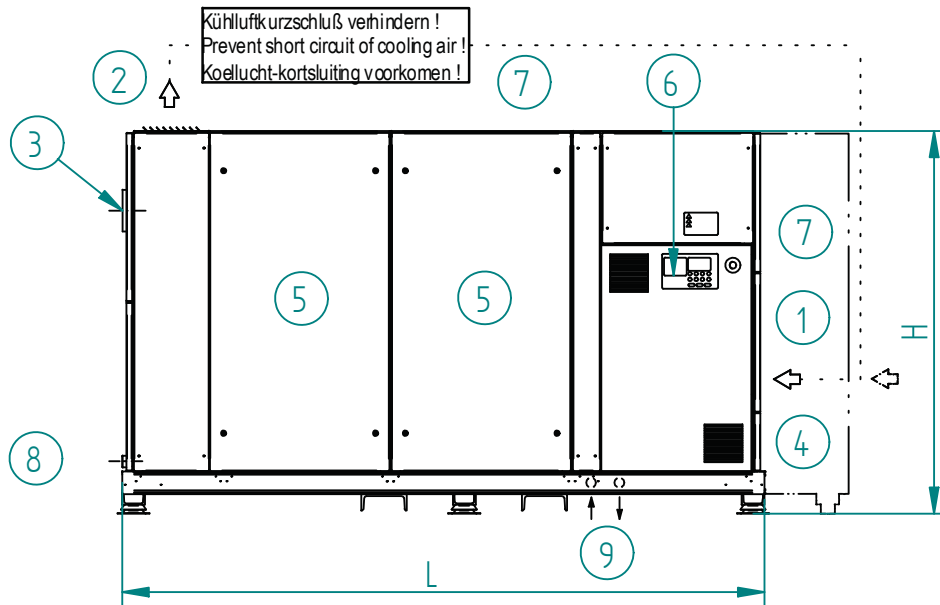 Kühlluftkurzschluß verhindern !
Prevent short circuit of cooling air !
Koellucht-kortsluiting voorkomen !
2
7
6
3
7
5
5
1
H
4
8
9
L